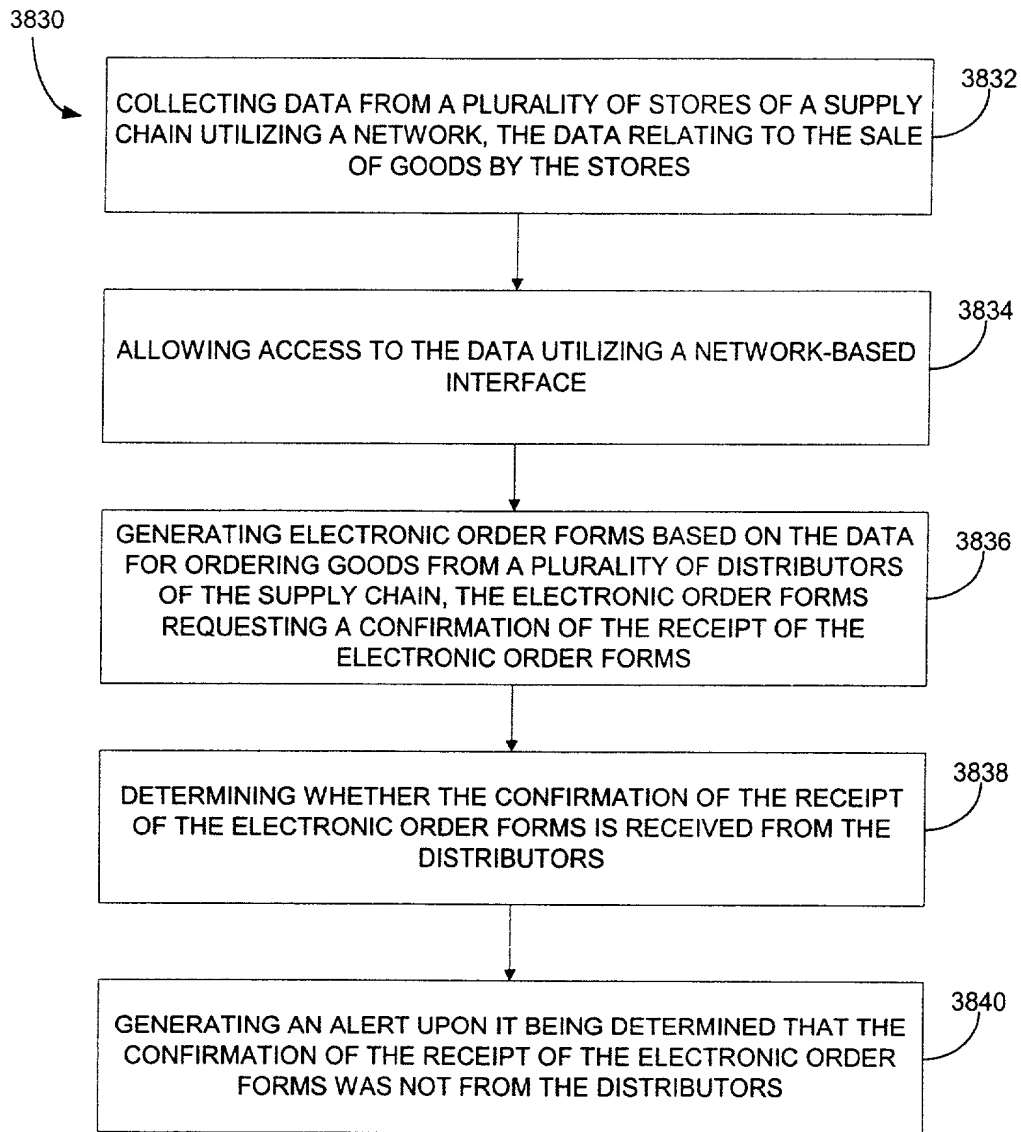 3830
COLLECTING DATA FROM A PLURALITY OF STORES OF A SUPPLY
CHAIN UTILIZING A NETWORK, THE DATA RELATING TO THE SALE
OF GOODS BY THE STORES
3832
ALLOWING ACCESS TO THE DATA UTILIZING A NETWORK-BASED
INTERFACE
3834
GENERATING ELECTRONIC ORDER FORMS BASED ON THE DATA
FOR ORDERING GOODS FROM A PLURALITY OF DISTRIBUTORS
OF THE SUPPLY CHAIN, THE ELECTRONIC ORDER FORMS
REQUESTING A CONFIRMATION OF THE RECEIPT OF THE
ELECTRONIC ORDER FORMS
3836
DETERMINING WHETHER THE CONFIRMATION OF THE RECEIPT
OF THE ELECTRONIC ORDER FORMS IS RECEIVED FROM THE
DISTRIBUTORS
3838
GENERATING AN ALERT UPON IT BEING DETERMINED THAT THE
CONFIRMATION OF THE RECEIPT OF THE ELECTRONIC ORDER
FORMS WAS NOT FROM THE DISTRIBUTORS
3840